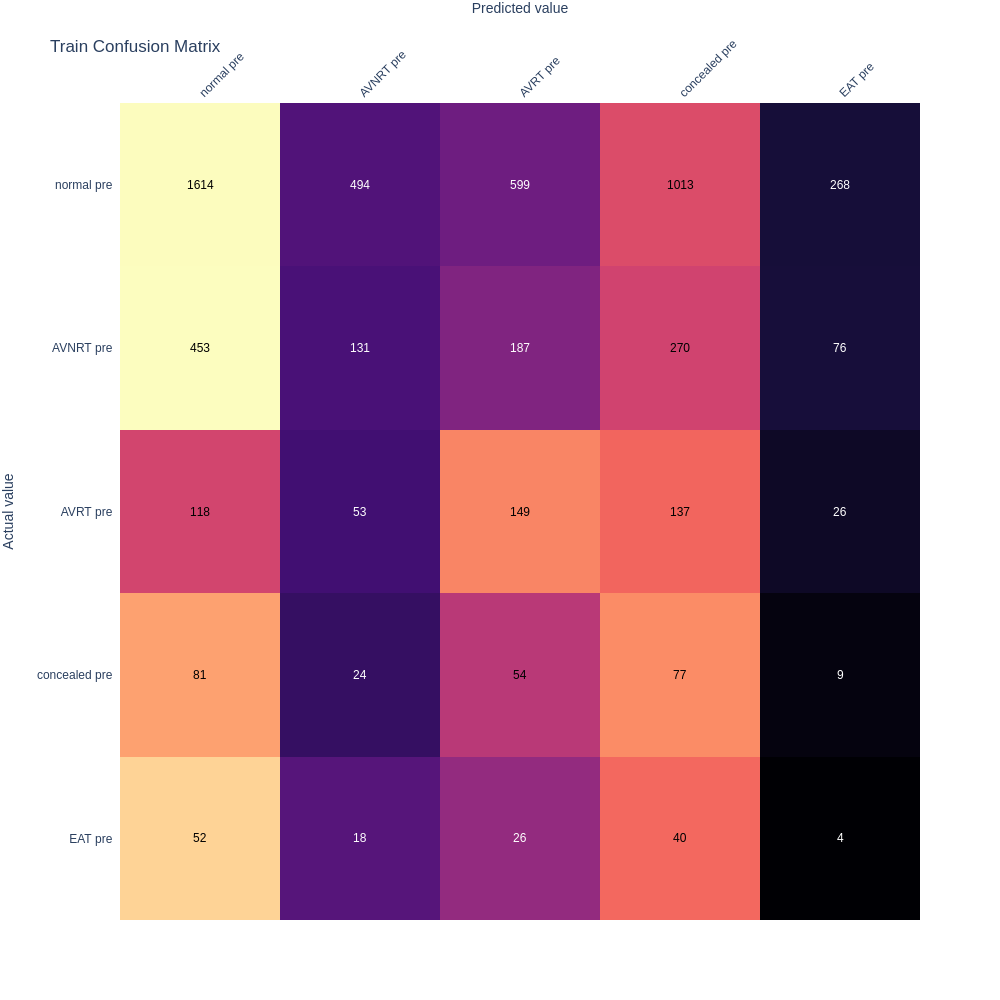 Predicted value
Train Confusion Matrix
normal pre AVNRT pre AVRT pre concealed pre EAT pre
normal pre 1614 494 599 1013 268
AVNRT pre 453 131 187 270 76
AVRT pre 118 53 149 137 26
concealed pre 81 24 54 77 9
EAT pre 52 18 26 40 4
Actual value